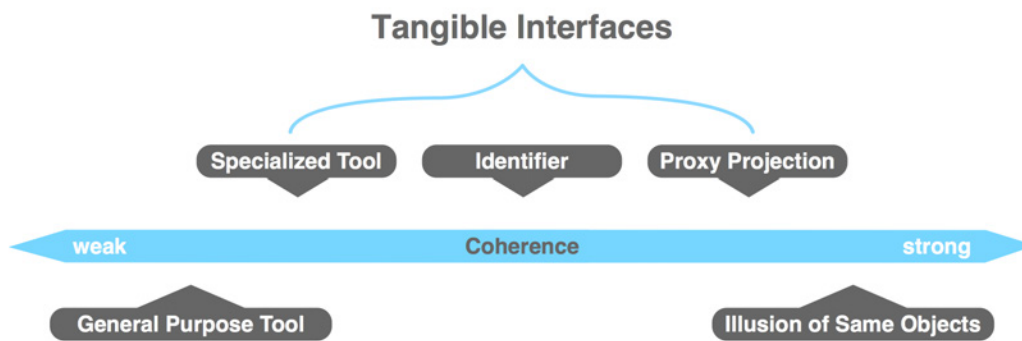 Tangible Interfaces
Specialized Tool
Identifier
Proxy Projection
weak
Coherence
strong
General Purpose Tool
Illusion of Same Objects